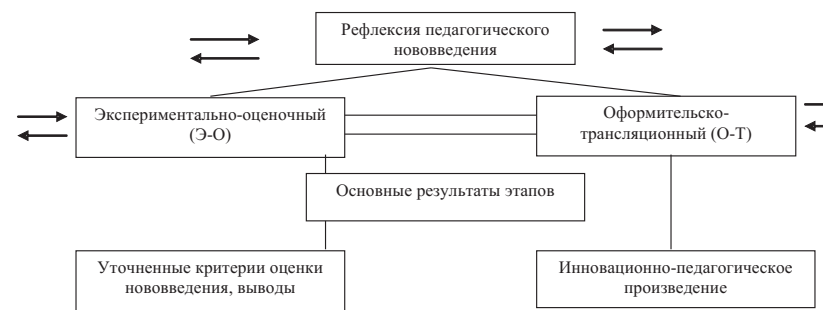 Рефлексия педагогического
нововведения
Экспериментально-оценочный
(Э-О)
Оформительско-
трансляционный (О-Т)
Основные результаты этапов
Уточненные критерии оценки
нововведения, выводы
Инновационно-педагогическое
произведение